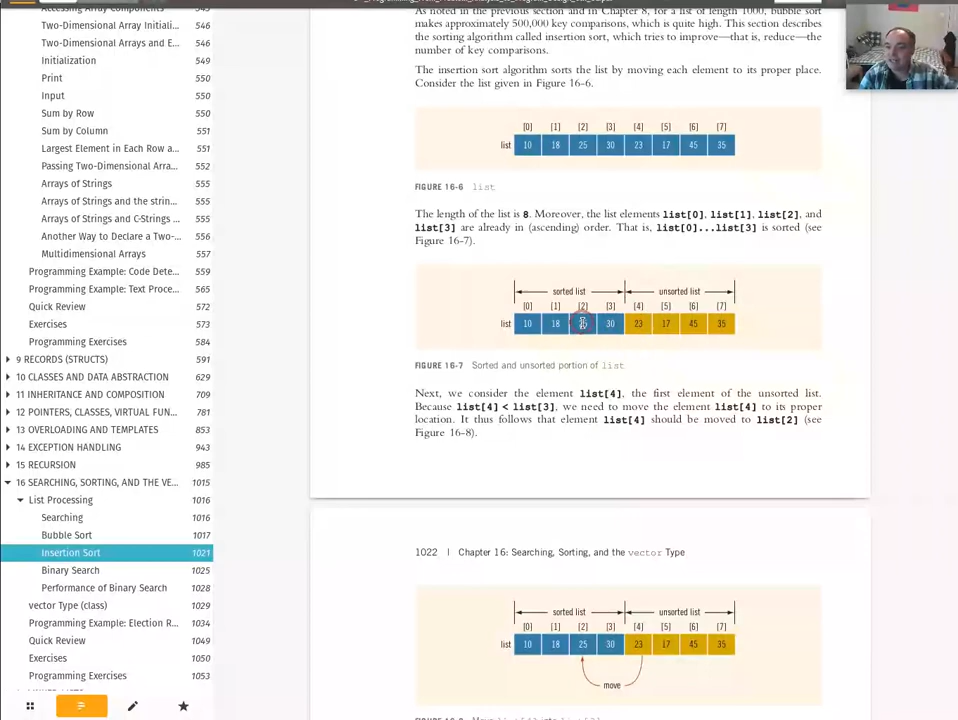 Accessing Array Components 545
Two-Dimensional Array Initiali... 546
Two-Dimensional Arrays and E... 546
Initialization 549
Print 550
Input 550
Sum by Row 550
Sum by Column 551
Largest Element in Each Row a... 551
Passing Two-Dimensional Arra... 552
Arrays of Strings 555
Arrays of Strings and the strin... 555
Arrays of Strings and C-Strings ... 555
Another Way to Declare a Two-... 556
Multidimensional Arrays 557
Programming Example: Code Dete... 559
Programming Example: Text Proce... 565
Quick Review 572
Exercises 573
Programming Exercises 584
9 RECORDS (STRUCTS) 591
10 CLASSES AND DATA ABSTRACTION 629
11 INHERITANCE AND COMPOSITION 709
12 POINTERS, CLASSES, VIRTUAL FUN... 781
13 OVERLOADING AND TEMPLATES 853
14 EXCEPTION HANDLING 943
15 RECURSION 985
16 SEARCHING, SORTING, AND THE VE... 1015
List Processing 1016
Searching 1016
Bubble Sort 1017
Insertion Sort 1021
Binary Search 1025
Performance of Binary Search 1028
vector Type (class) 1029
Programming Example: Election R... 1034
Quick Review 1049
Exercises 1050
Programming Exercises 1053
As noted in the previous section and in Chapter 8, for a list of length 1000, bubble sort
makes approximately 500,000 key comparisons, which is quite high. This section describes
the sorting algorithm called insertion sort, which tries to improve—that is, reduce—the
number of key comparisons.
The insertion sort algorithm sorts the list by moving each element to its proper place.
Consider the list given in Figure 16-6.
[0] [1] [2] [3] [4] [5] [6] [7]
list 10 18 25 30 23 17 45 35
FIGURE 16-6 list
The length of the list is 8. Moreover, the list elements list[0], list[1], list[2], and
list[3] are already in (ascending) order. That is, list[0]...list[3] is sorted (see
Figure 16-7).
sorted list unsorted list
[0] [1] [2] [3] [4] [5] [6] [7]
list 10 18 30 23 17 45 35
FIGURE 16-7 Sorted and unsorted portion of list
Next, we consider the element list[4], the first element of the unsorted list.
Because list[4] < list[3], we need to move the element list[4] to its proper
location. It thus follows that element list[4] should be moved to list[2] (see
Figure 16-8).
1022 | Chapter 16: Searching, Sorting, and the vector Type
sorted list unsorted list
[0] [1] [2] [3] [4] [5] [6] [7]
list 10 18 25 30 23 17 45 35
move